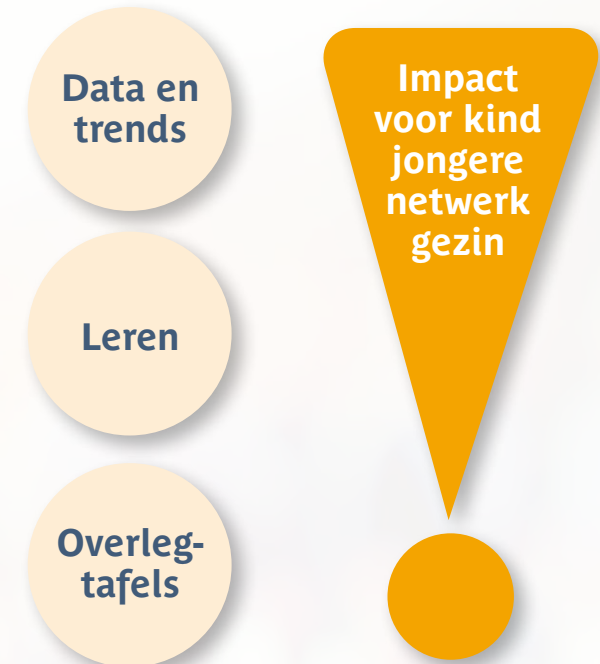 Data en
trends
Leren
Overleg-
tafels
Impact
voor kind
jongere
netwerk
gezin